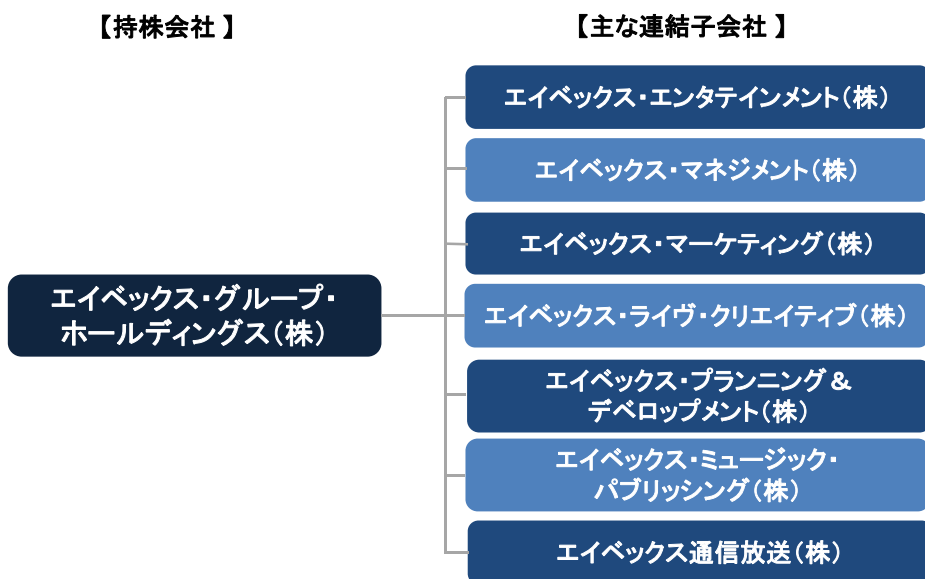 【持株会社 】
【主な連結子会社 】
エイベックス・エンタテインメント(株)
エイベックス・マネジメント(株)
エイベックス・マーケティング(株)
エイベックス・グループ・
ホールディングス(株)
エイベックス・ライヴ・クリエイティブ(株)
エイベックス・プランニング&
デベロップメント(株)
エイベックス・ミュージック・
パブリッシング(株)
エイベックス通信放送(株)